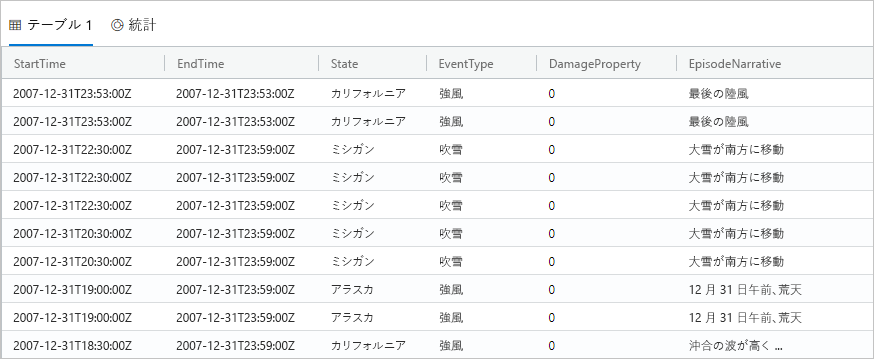 テーブル 1 統計
StartTime EndTime State EventType DamageProperty EpisodeNarrative
2007-12-31T23:53:00Z 2007-12-31T23:53:00Z カリフォルニア 強風 0 最後の陸風
2007-12-31T23:53:00Z 2007-12-31T23:53:00Z カリフォルニア 強風 0 最後の陸風
2007-12-31T22:30:00Z 2007-12-31T23:59:00Z ミシガン 吹雪 0 大雪が南方に移動
2007-12-31T22:30:00Z 2007-12-31T23:59:00Z ミシガン 吹雪 0 大雪が南方に移動
2007-12-31T22:30:00Z 2007-12-31T23:59:00Z ミシガン 吹雪 0 大雪が南方に移動
2007-12-31T20:30:00Z 2007-12-31T23:59:00Z ミシガン 吹雪 0 大雪が南方に移動
2007-12-31T20:30:00Z 2007-12-31T23:59:00Z ミシガン 吹雪 0 大雪が南方に移動
2007-12-31T19:00:00Z 2007-12-31T23:59:00Z アラスカ 強風 0 12 月 31 日午前、荒天
2007-12-31T19:00:00Z 2007-12-31T23:59:00Z アラスカ 強風 0 12 月 31 日午前、荒天
2007-12-31T18:30:00Z 2007-12-31T23:59:00Z カリフォルニア 強風 0 沖合の波が高く ...